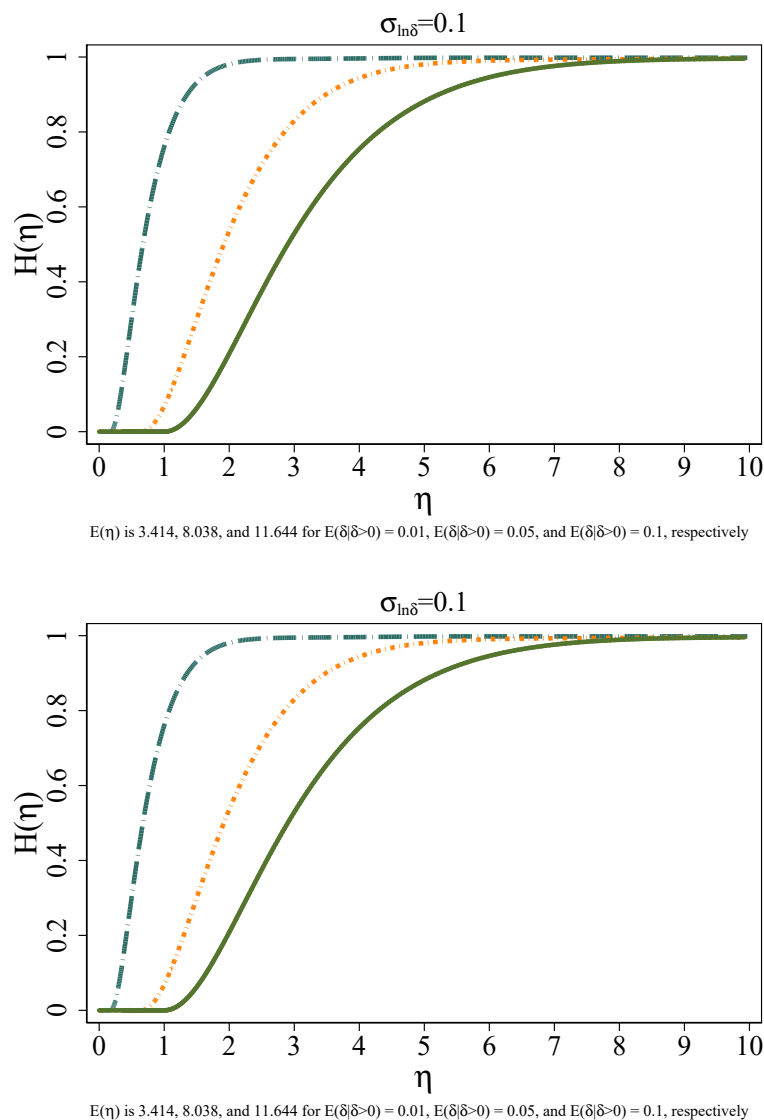 σlnδ=0.1
1
0.8
0.6
0.4
0.2
0
H(η)
0 1 2 3 4 5 6 7 8 9 10
η
E(η) is 3.414, 8.038, and 11.644 for E(δ|δ>0) = 0.01, E(δ|δ>0) = 0.05, and E(δ|δ>0) = 0.1, respectively
σlnδ=0.1
1
0.8
0.6
0.4
0.2
0
H(η)
0 1 2 3 4 5 6 7 8 9 10
η
E(η) is 3.414, 8.038, and 11.644 for E(δ|δ>0) = 0.01, E(δ|δ>0) = 0.05, and E(δ|δ>0) = 0.1, respectively